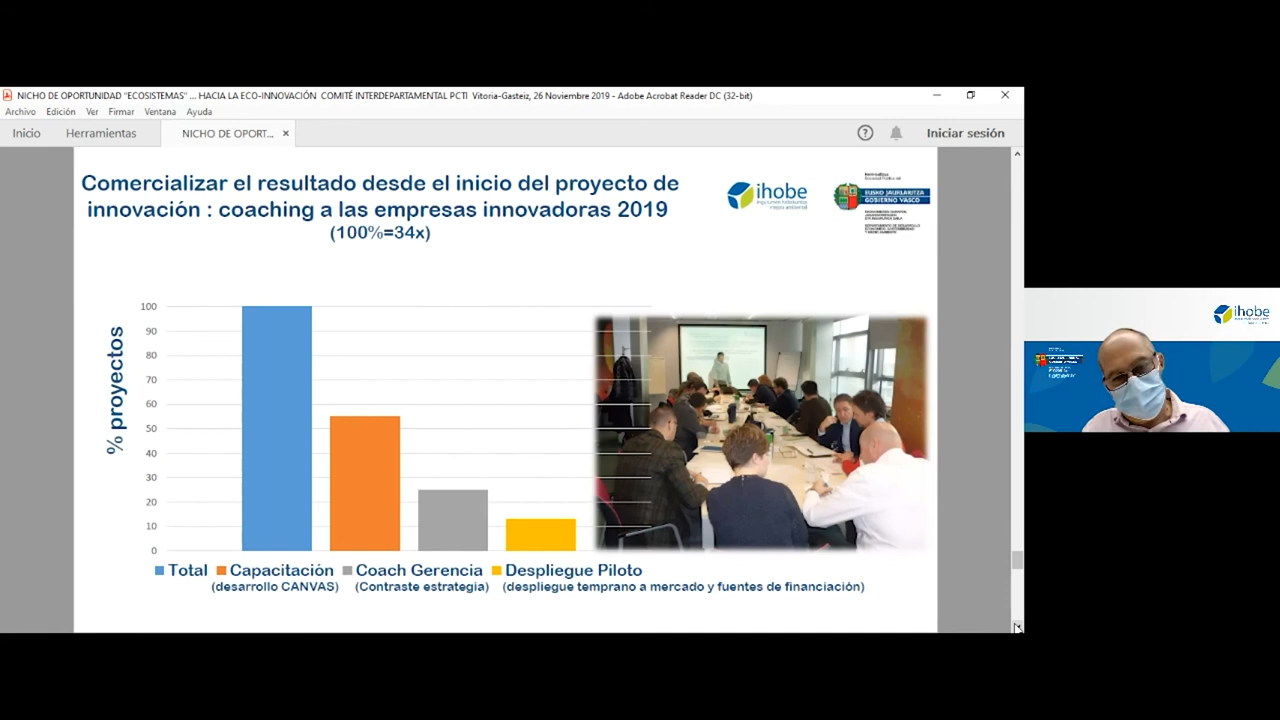 NICHO DE OPORTUNIDAD "ECOSISTEMAS" ... HACIA LA ECO-INNOVACIÓN COMITÉ INTERDEPARTAMENTAL PCTI Vitoria-Gasteiz, 26 Noviembre 2019 - Adobe Acrobat Reader DC (32-bit)
Archivo Edición Ver Firmar Ventana Ayuda
Inicio Herramientas NICHO DE OPORT... × Iniciar sesión
Comercializar el resultado desde el inicio del proyecto de
innovación : coaching a las empresas innovadoras 2019
(100%=34x)
ihobe
EUSKO JAURLARITZA
GOBIERNO VASCO
% proyectos
100
90
80
70
60
50
40
30
20
10
0
Total Capacitación Coach Gerencia Despliegue Piloto
(desarrollo CANVAS) (Contraste estrategia) (despliegue temprano a mercado y fuentes de financiación)
ihobe